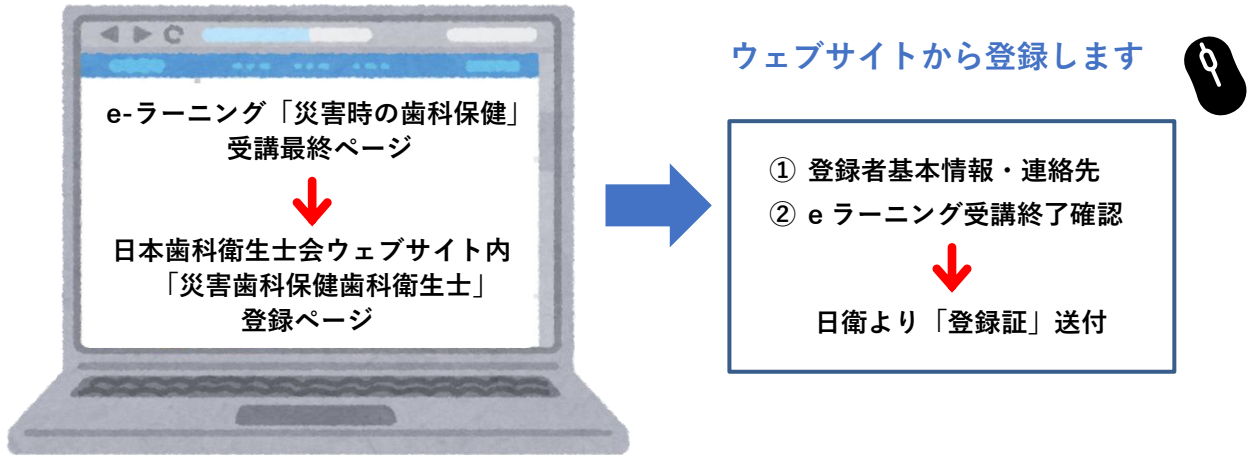 e-ラーニング「災害時の歯科保健」
受講最終ページ
日本歯科衛生士会ウェブサイト内
「災害歯科保健歯科衛生士」
登録ページ
ウェブサイトから登録します
① 登録者基本情報・連絡先
② e ラーニング受講終了確認
日衛より「登録証」送付